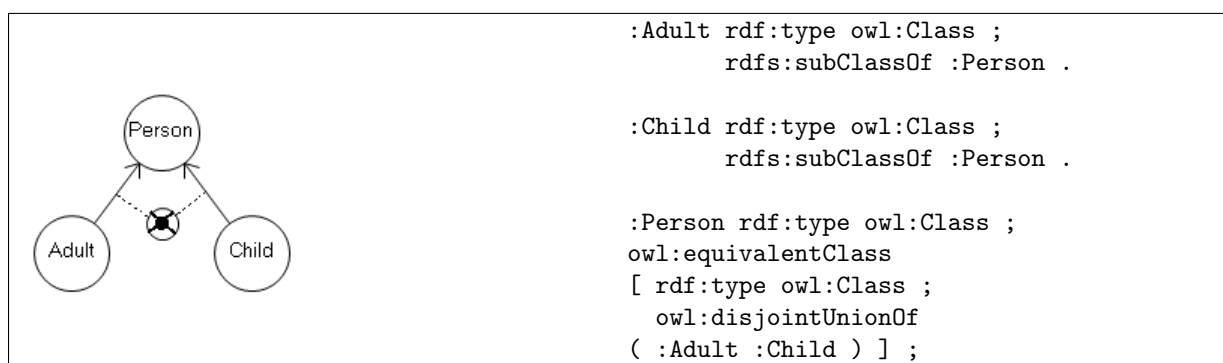 Person
Adult
Child
:Adult rdf:type owl:Class ;
rdfs:subClassOf :Person .
:Child rdf:type owl:Class ;
rdfs:subClassOf :Person .
:Person rdf:type owl:Class ;
owl:equivalentClass
[ rdf:type owl:Class ;
owl:disjointUnionOf
( :Adult :Child ) ] ;